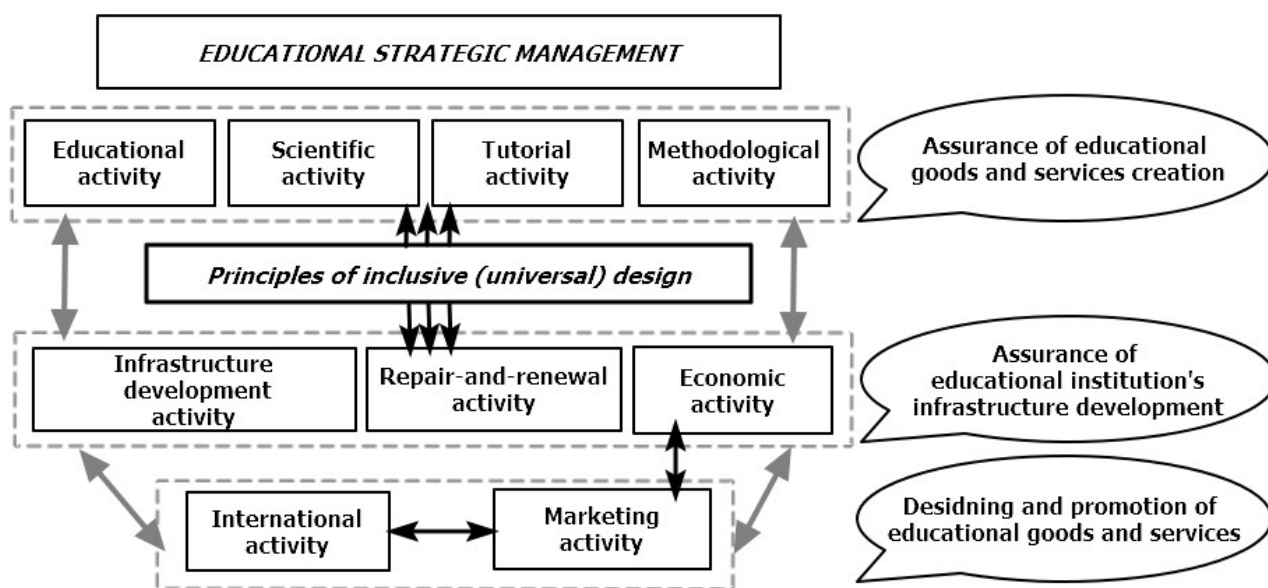 EDUCATIONAL STRATEGIC MANAGEMENT
Educational
activity
Scientific
activity
Tutorial
activity
Methodological
activity
Assurance of educational
goods and services creation
Principles of inclusive (universal) design
Infrastructure
development
activity
Repair-and-renewal
activity
Economic
activity
Assurance of
educational institution's
infrastructure development
International
activity
Marketing
activity
Desidning and promotion of
educational goods and services